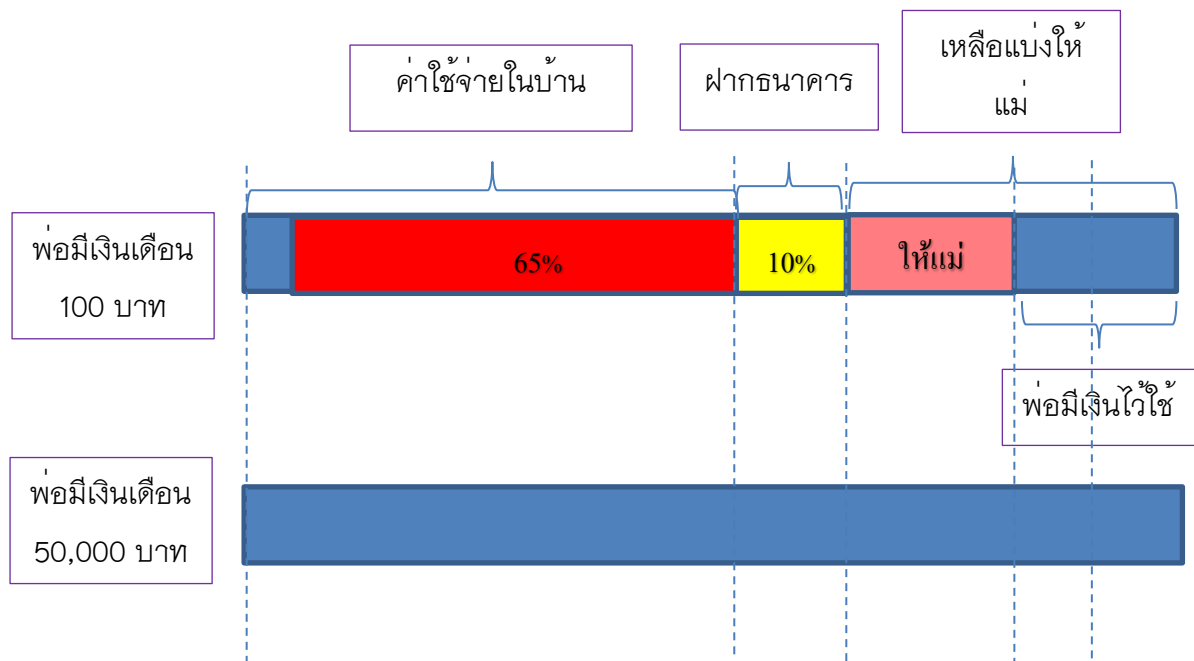 ค่าใช้จ่ายในบ้าน
ฝากธนาคาร
เหลือแบ่งให้
แม่
พ่อมีเงินเดือน
100 บาท
65%
10%
ให้แม่
พ่อมีเงินไว้ใช้
พ่อมีเงินเดือน
50,000 บาท